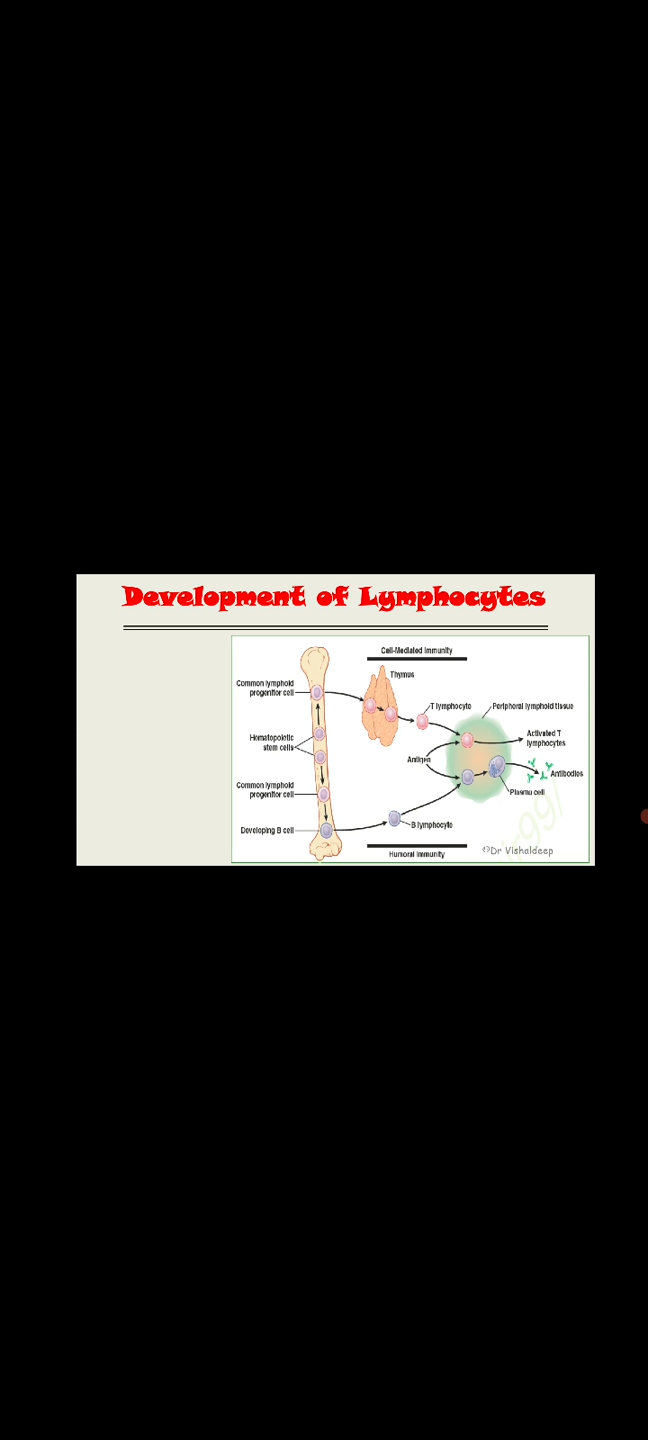 Development of Lymphocytes
Cell-Mediated Immunity
Thymus
Common lymphoid
progenitor cell
T lymphocyte
Peripheral lymphoid tissue
Hematopoietic
stem cells
Activated T
lymphocytes
Antigen
Antibodies
Common lymphoid
progenitor cell
Plasma cell
Developing B cell
B lymphocyte
Humoral Immunity
©Dr Vishaldeep